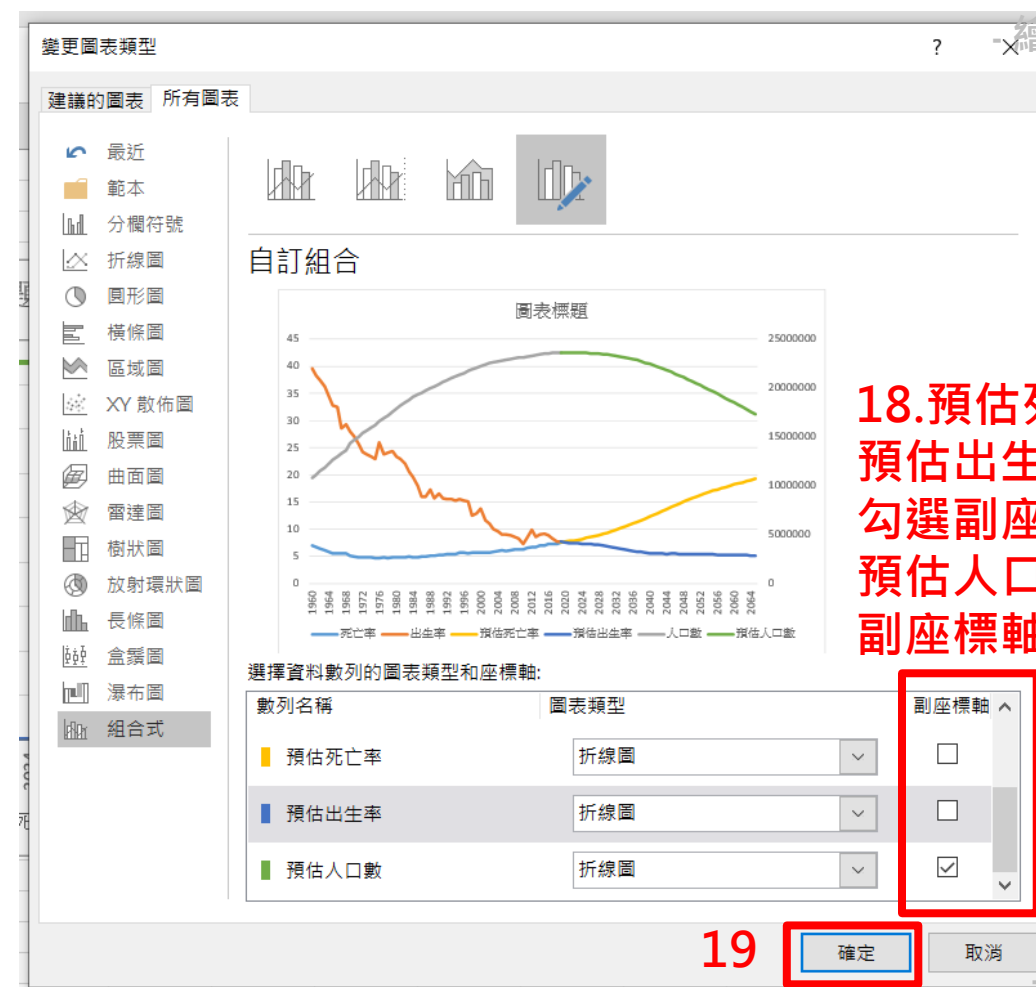 變更圖表類型 ?
建議的圖表 所有圖表
最近
範本
分欄符號
折線圖
圓形圖
橫條圖
區域圖
XY 散佈圖
股票圖
曲面圖
雷達圖
樹狀圖
放射環狀圖
長條圖
盒鬚圖
瀑布圖
組合式
自訂組合
圖表標題
45
40
35
30
25
20
15
10
5
0
25000000
20000000
15000000
10000000
5000000
0
1960 1964 1968 1972 1976 1980 1984 1988 1992 1996 2000 2004 2008 2012 2016 2020 2024 2028 2032 2036 2040 2044 2048 2052 2056 2060 2064
死亡率 出生率 預估死亡率 預估出生率 人口數 預估人口數
選擇資料數列的圖表類型和座標軸:
數列名稱 圖表類型 副座標軸
預估死亡率 折線圖
預估出生率 折線圖
預估人口數 折線圖
18.預估死
預估出生
勾選副座
預估人口
副座標軸
19 確定 取消